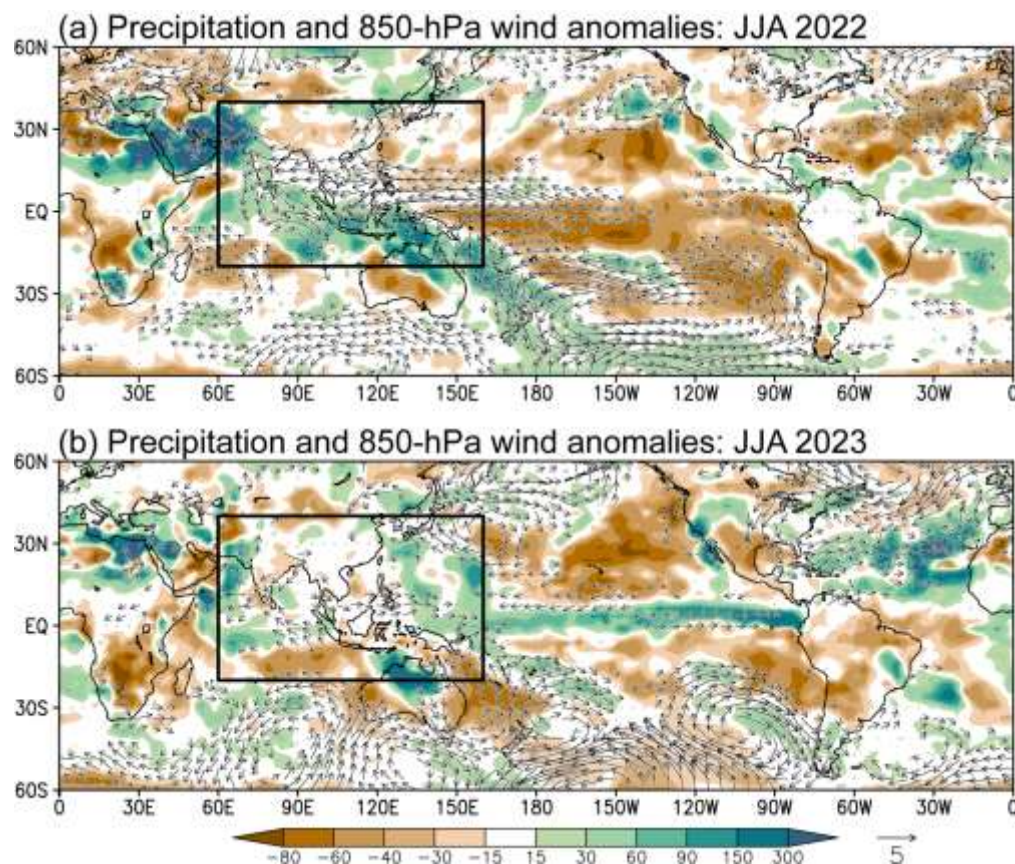 (a) Precipitation and 850-hPa wind anomalies: JJA 2022
60N
30N
EQ
30S
60S
0 30E 60E 90E 120E 150E 180 150W 120W 90W 60W 30W 0
(b) Precipitation and 850-hPa wind anomalies: JJA 2023
60N
30N
EQ
30S
60S
0 30E 60E 90E 120E 150E 180 150W 120W 90W 60W 30W 0
-80 -60 -40 -30 -15 15 30 60 90 150 300 5